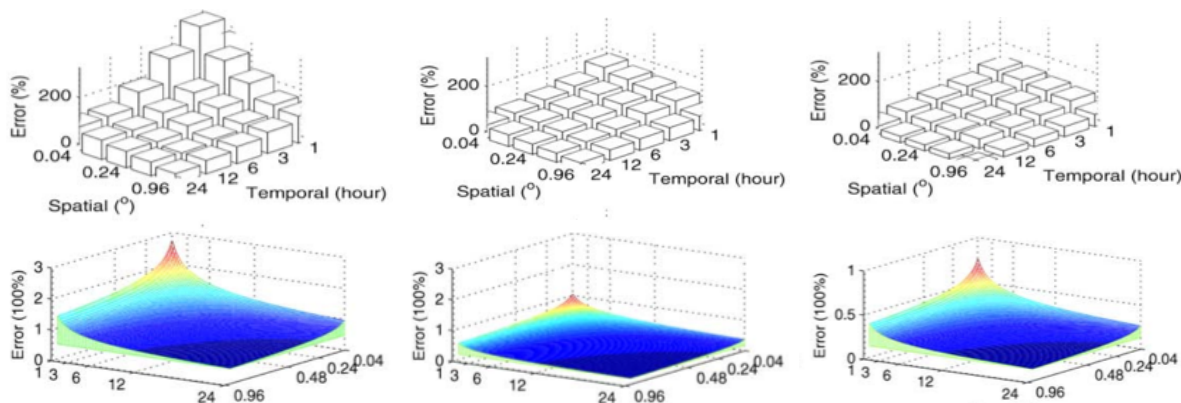 Error (%)
200
0
0.04
0.24
0.96
24
12
6
3
1
Spatial (o)
Temporal (hour)
Error (%)
200
0
0.04
0.24
0.96
24
12
6
3
1
Spatial (o)
Temporal (hour)
Error (%)
200
0
0.04
0.24
0.96
24
12
6
3
1
Spatial (o)
Temporal (hour)
Error (100%)
3
2
1
0
1 3 6 12 24
0.96 0.48 0.24 0.04
Error (100%)
3
2
1
0
1 3 6 12 24
0.96 0.48 0.24 0.04
Error (100%)
1
0.5
0
1 3 6 12 24
0.96 0.48 0.24 0.04